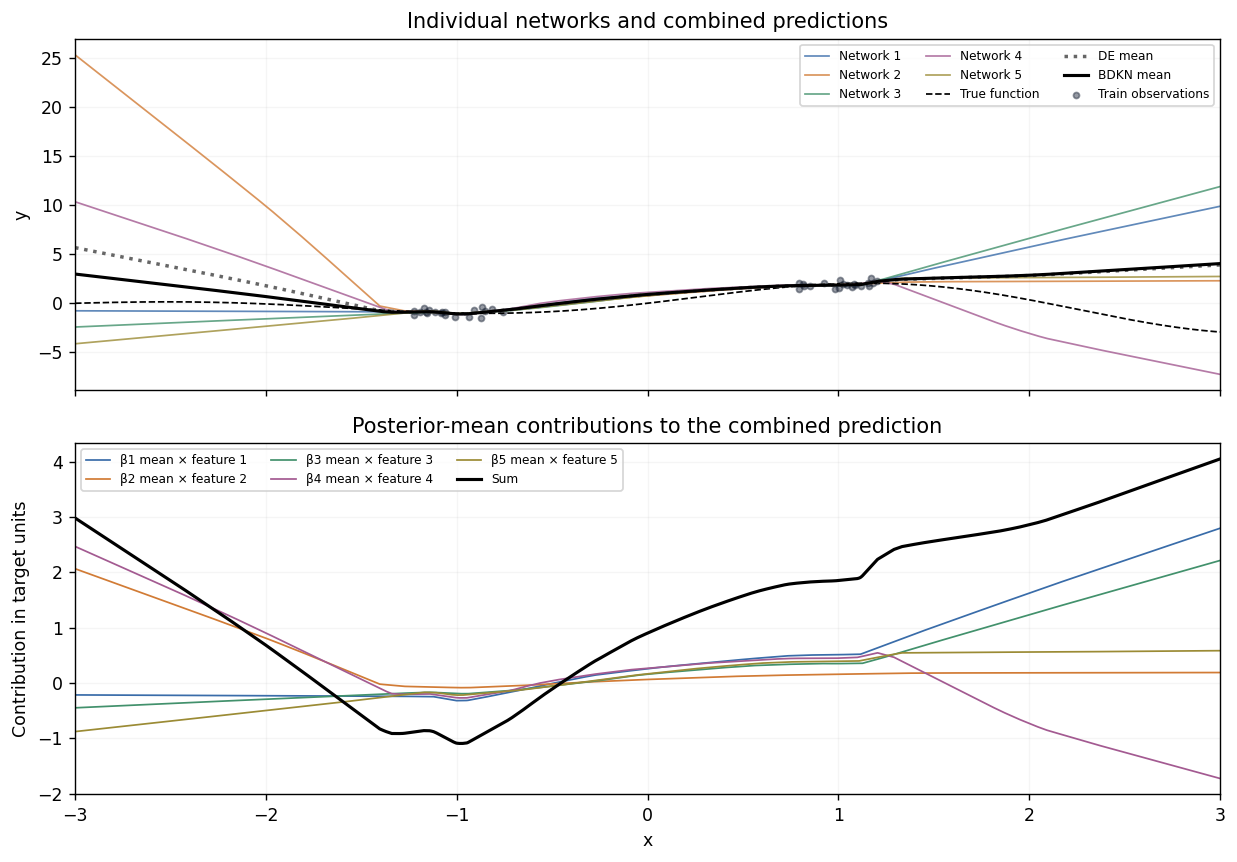 Individual networks and combined predictions
25
20
15
10
5
0
−5
y
Network 1
Network 2
Network 3
Network 4
Network 5
True function
DE mean
BDKN mean
Train observations
Posterior-mean contributions to the combined prediction
4
3
2
1
0
−1
−2
Contribution in target units
β1 mean × feature 1
β2 mean × feature 2
β3 mean × feature 3
β4 mean × feature 4
β5 mean × feature 5
Sum
−3
−2
−1
0
1
2
3
x